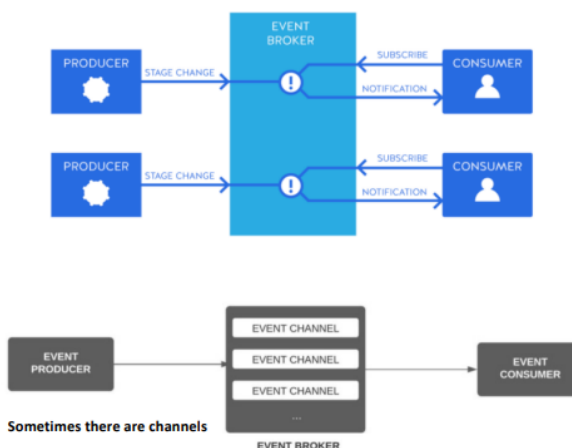 EVENT
BROKER
PRODUCER
STAGE CHANGE
SUBSCRIBE
NOTIFICATION
CONSUMER
PRODUCER
STAGE CHANGE
SUBSCRIBE
NOTIFICATION
CONSUMER
EVENT
PRODUCER
EVENT CHANNEL
EVENT CHANNEL
EVENT CHANNEL
...
EVENT
CONSUMER
Sometimes there are channels
EVENT BROKER